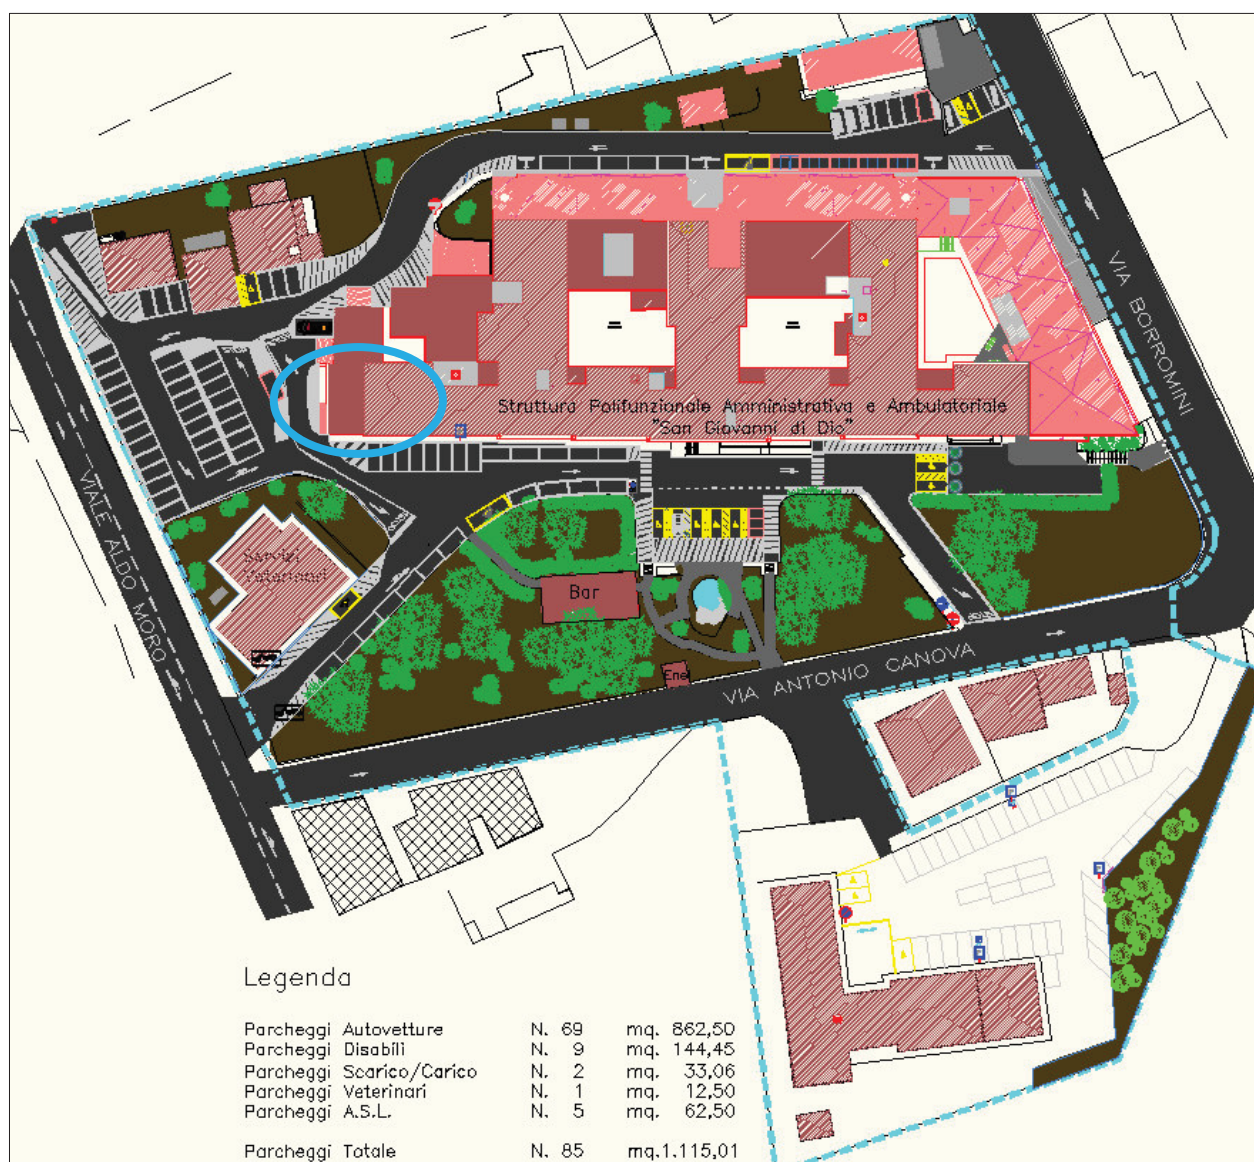 VIA BORROMINI
Struttura Polifunzionale Amministrativa e Ambulatoriale
"San Giovanni di Dio"
VIALE ALDO MORO
Servizi
Veterinari
Bar
Enel
VIA ANTONIO CANOVA
Legenda
Parcheggi Autovetture N. 69 mq. 862,50
Parcheggi Disabili N. 9 mq. 144,45
Parcheggi Scarico/Carico N. 2 mq. 33,06
Parcheggi Veterinari N. 1 mq. 12,50
Parcheggi A.S.L. N. 5 mq. 62,50
Parcheggi Totale N. 85 mq.1.115,01